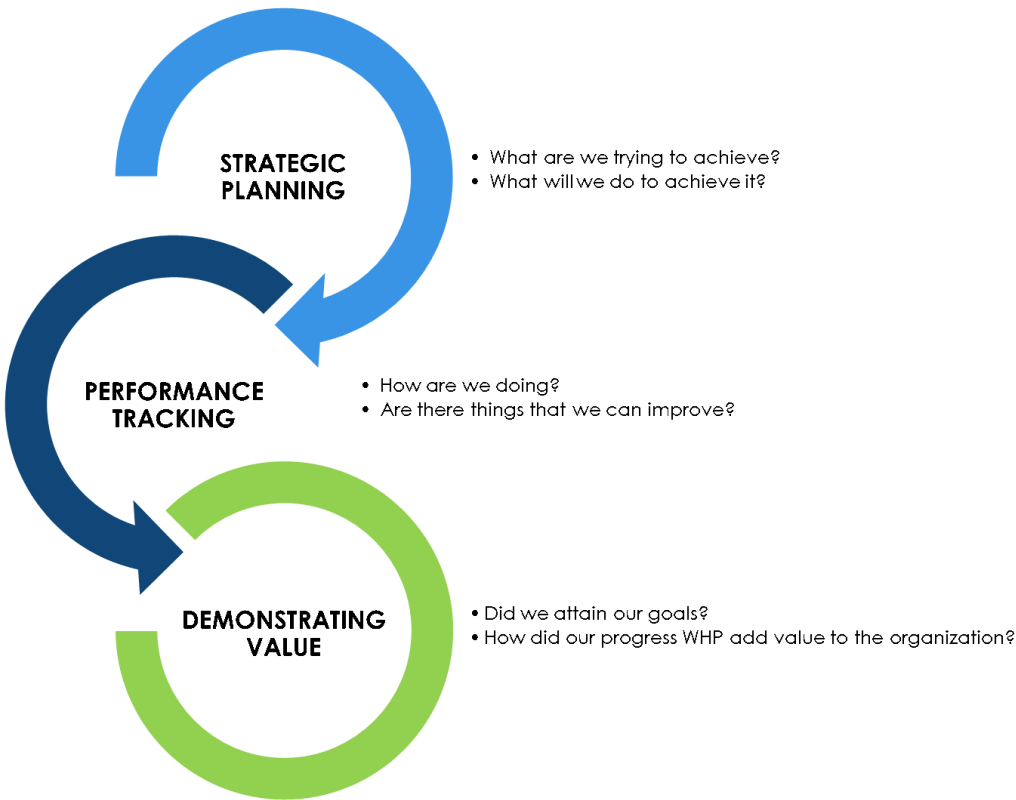 STRATEGIC
PLANNING
• What are we trying to achieve?
• What will we do to achieve it?
PERFORMANCE
TRACKING
• How are we doing?
• Are there things that we can improve?
DEMONSTRATING
VALUE
• Did we attain our goals?
• How did our progress WHP add value to the organization?